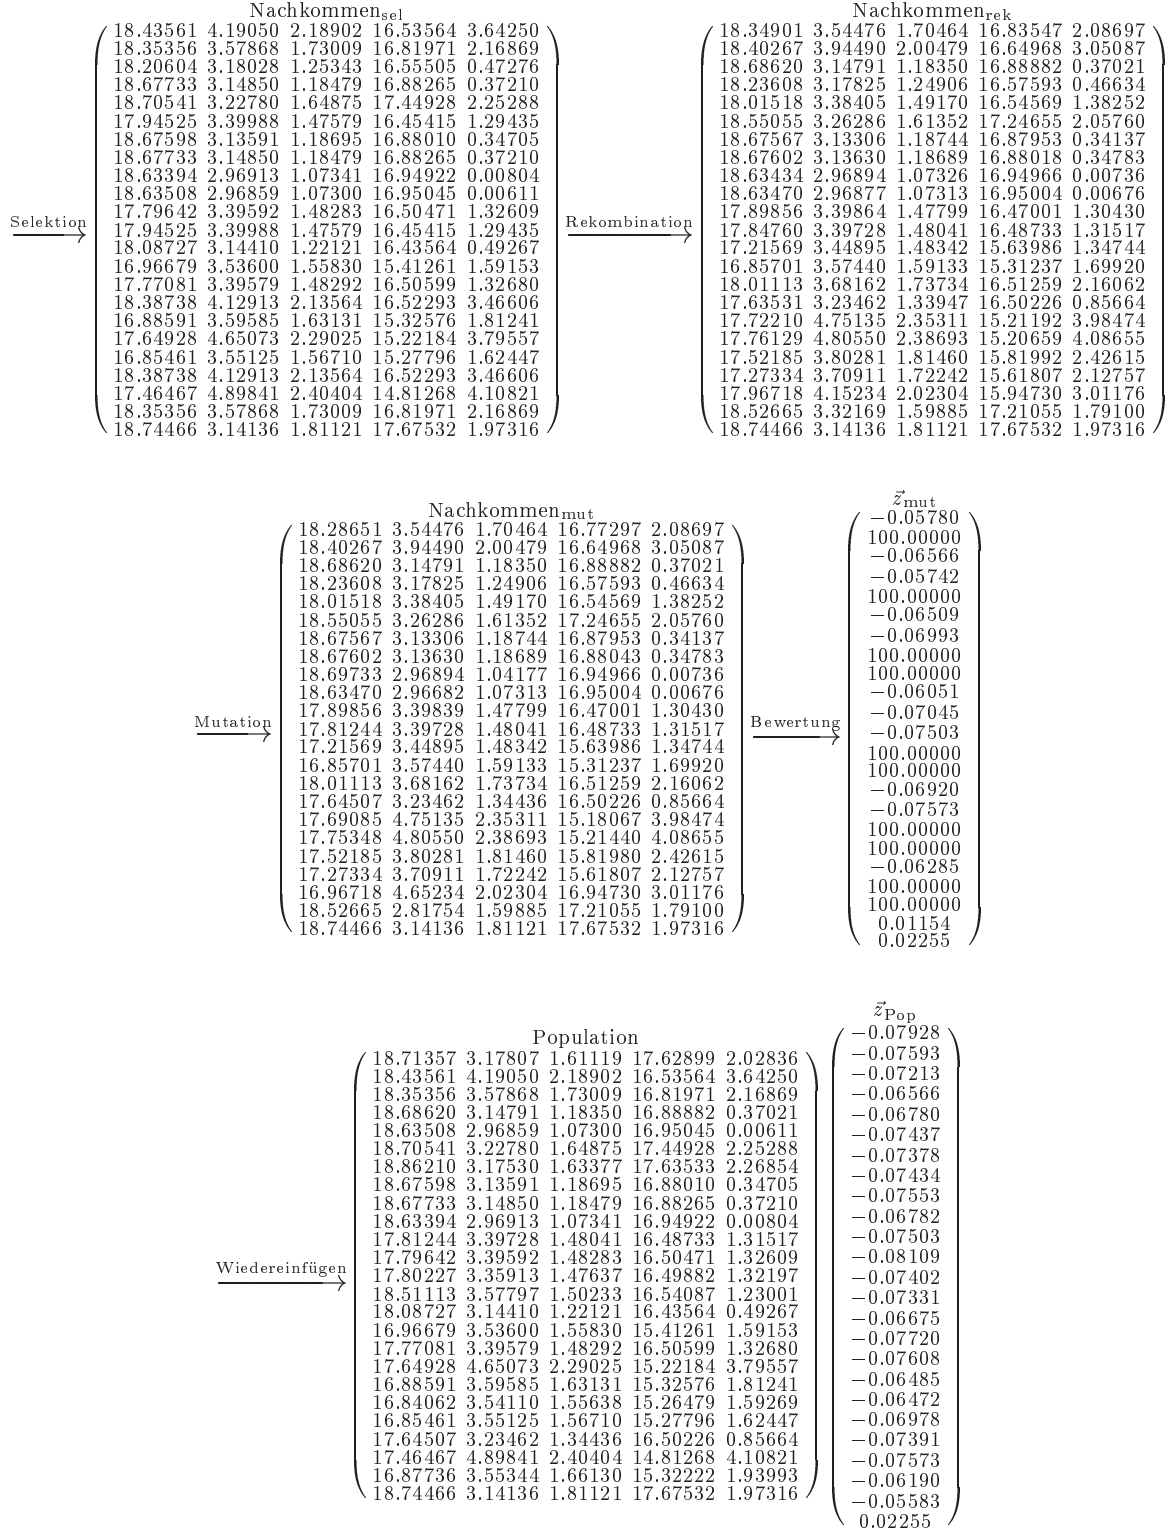 Nachkommen_sel
18.43561 4.19050 2.18902 16.53564 3.64250
18.35356 3.57868 1.73009 16.81971 2.16869
18.20604 3.18028 1.25343 16.55505 0.47276
18.67733 3.14850 1.18479 16.88265 0.37210
18.70541 3.22780 1.64875 17.44928 2.25288
17.94525 3.39988 1.47579 16.45415 1.29435
18.67598 3.13591 1.18695 16.88010 0.34705
18.67733 3.14850 1.18479 16.88265 0.37210
18.63394 2.96913 1.07341 16.94922 0.00804
18.63508 2.96859 1.07300 16.95045 0.00611
17.79642 3.39592 1.48283 16.50471 1.32609
17.94525 3.39988 1.47579 16.45415 1.29435
18.08727 3.14410 1.22121 16.43564 0.49267
16.96679 3.53600 1.55830 15.41261 1.59153
17.77081 3.39579 1.48292 16.50599 1.32680
18.38738 4.12913 2.13564 16.52293 3.46606
16.88591 3.59585 1.63131 15.32576 1.81241
17.64928 4.65073 2.29025 15.22184 3.79557
16.85461 3.55125 1.56710 15.27796 1.62447
18.38738 4.12913 2.13564 16.52293 3.46606
17.46467 4.89841 2.40404 14.81268 4.10821
18.35356 3.57868 1.73009 16.81971 2.16869
18.74466 3.14136 1.81121 17.67532 1.97316
Selektion
Nachkommen_rek
18.34901 3.54476 1.70464 16.83547 2.08697
18.40267 3.94490 2.00479 16.64968 3.05087
18.68620 3.14791 1.18350 16.88882 0.37021
18.23608 3.17825 1.24906 16.57593 0.46634
18.01518 3.38405 1.49170 16.54569 1.38252
18.55055 3.26286 1.61352 17.24655 2.05760
18.67567 3.13306 1.18744 16.87953 0.34137
18.67602 3.13630 1.18689 16.88018 0.34783
18.63434 2.96894 1.07326 16.94966 0.00736
18.63470 2.96877 1.07313 16.95004 0.00676
17.89856 3.39864 1.47799 16.47001 1.30430
17.84760 3.39728 1.48041 16.48733 1.31517
17.21569 3.44895 1.48342 15.63986 1.34744
16.85701 3.57440 1.59133 15.31237 1.69920
18.01113 3.68162 1.73734 16.51259 2.16062
17.63531 3.23462 1.33947 16.50226 0.85664
17.72210 4.75135 2.35311 15.21192 3.98474
17.76129 4.80550 2.38693 15.20659 4.08655
17.52185 3.80281 1.81460 15.81992 2.42615
17.27334 3.70911 1.72242 15.61807 2.12757
17.96718 4.15234 2.02304 15.94730 3.01176
18.52665 3.32169 1.59885 17.21055 1.79100
18.74466 3.14136 1.81121 17.67532 1.97316
Rekombination
Nachkommen_mut
18.28651 3.54476 1.70464 16.77297 2.08697
18.40267 3.94490 2.00479 16.64968 3.05087
18.68620 3.14791 1.18350 16.88882 0.37021
18.23608 3.17825 1.24906 16.57593 0.46634
18.01518 3.38405 1.49170 16.54569 1.38252
18.55055 3.26286 1.61352 17.24655 2.05760
18.67567 3.13306 1.18744 16.87953 0.34137
18.67602 3.13630 1.18689 16.88043 0.34783
18.69733 2.96894 1.04177 16.94966 0.00736
18.63470 2.96682 1.07313 16.95004 0.00676
17.89856 3.39839 1.47799 16.47001 1.30430
17.81244 3.39728 1.48041 16.48733 1.31517
17.21569 3.44895 1.48342 15.63986 1.34744
16.85701 3.57440 1.59133 15.31237 1.69920
18.01113 3.68162 1.73734 16.51259 2.16062
17.64507 3.23462 1.34436 16.50226 0.85664
17.69085 4.75135 2.35311 15.18067 3.98474
17.75348 4.80550 2.38693 15.21440 4.08655
17.52185 3.80281 1.81460 15.81980 2.42615
17.27334 3.70911 1.72242 15.61807 2.12757
16.96718 4.65234 2.02304 16.94730 3.01176
18.52665 2.81754 1.59885 17.21055 1.79100
18.74466 3.14136 1.81121 17.67532 1.97316
Mutation
z⃗_mut
−0.05780
100.00000
−0.06566
−0.05742
100.00000
−0.06509
−0.06993
100.00000
100.00000
−0.06051
−0.07045
−0.07503
100.00000
100.00000
−0.06920
−0.07573
100.00000
100.00000
−0.06285
100.00000
100.00000
0.01154
0.02255
Bewertung
Population
18.71357 3.17807 1.61119 17.62899 2.02836
18.43561 4.19050 2.18902 16.53564 3.64250
18.35356 3.57868 1.73009 16.81971 2.16869
18.68620 3.14791 1.18350 16.88882 0.37021
18.63508 2.96859 1.07300 16.95045 0.00611
18.70541 3.22780 1.64875 17.44928 2.25288
18.86210 3.17530 1.63377 17.63533 2.26854
18.67598 3.13591 1.18695 16.88010 0.34705
18.67733 3.14850 1.18479 16.88265 0.37210
18.63394 2.96913 1.07341 16.94922 0.00804
17.81244 3.39728 1.48041 16.48733 1.31517
17.79642 3.39592 1.48283 16.50471 1.32609
17.80227 3.35913 1.47637 16.49882 1.32197
18.51113 3.57797 1.50233 16.54087 1.23001
18.08727 3.14410 1.22121 16.43564 0.49267
16.96679 3.53600 1.55830 15.41261 1.59153
17.77081 3.39579 1.48292 16.50599 1.32680
17.64928 4.65073 2.29025 15.22184 3.79557
16.88591 3.59585 1.63131 15.32576 1.81241
16.84062 3.54110 1.55638 15.26479 1.59269
16.85461 3.55125 1.56710 15.27796 1.62447
17.64507 3.23462 1.34436 16.50226 0.85664
17.46467 4.89841 2.40404 14.81268 4.10821
16.87736 3.55344 1.66130 15.32222 1.93993
18.74466 3.14136 1.81121 17.67532 1.97316
Wiedereinfügen
z⃗_Pop
−0.07928
−0.07593
−0.07213
−0.06566
−0.06780
−0.07437
−0.07378
−0.07434
−0.07553
−0.06782
−0.07503
−0.08109
−0.07402
−0.07331
−0.06675
−0.07720
−0.07608
−0.06485
−0.06472
−0.06978
−0.07391
−0.07573
−0.06190
−0.05583
0.02255